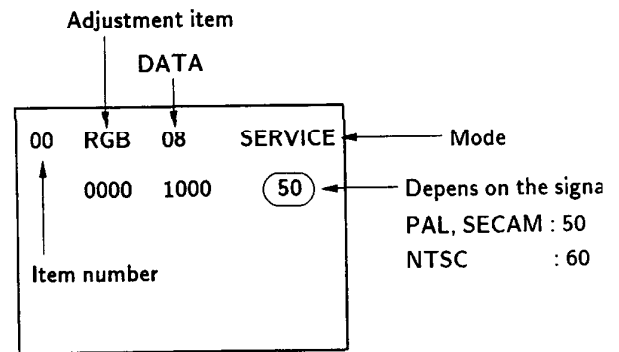 Adjustment item
DATA
00 RGB 08 SERVICE
Mode
0000 1000 50
Depens on the signa
PAL, SECAM : 50
NTSC : 60
Item number